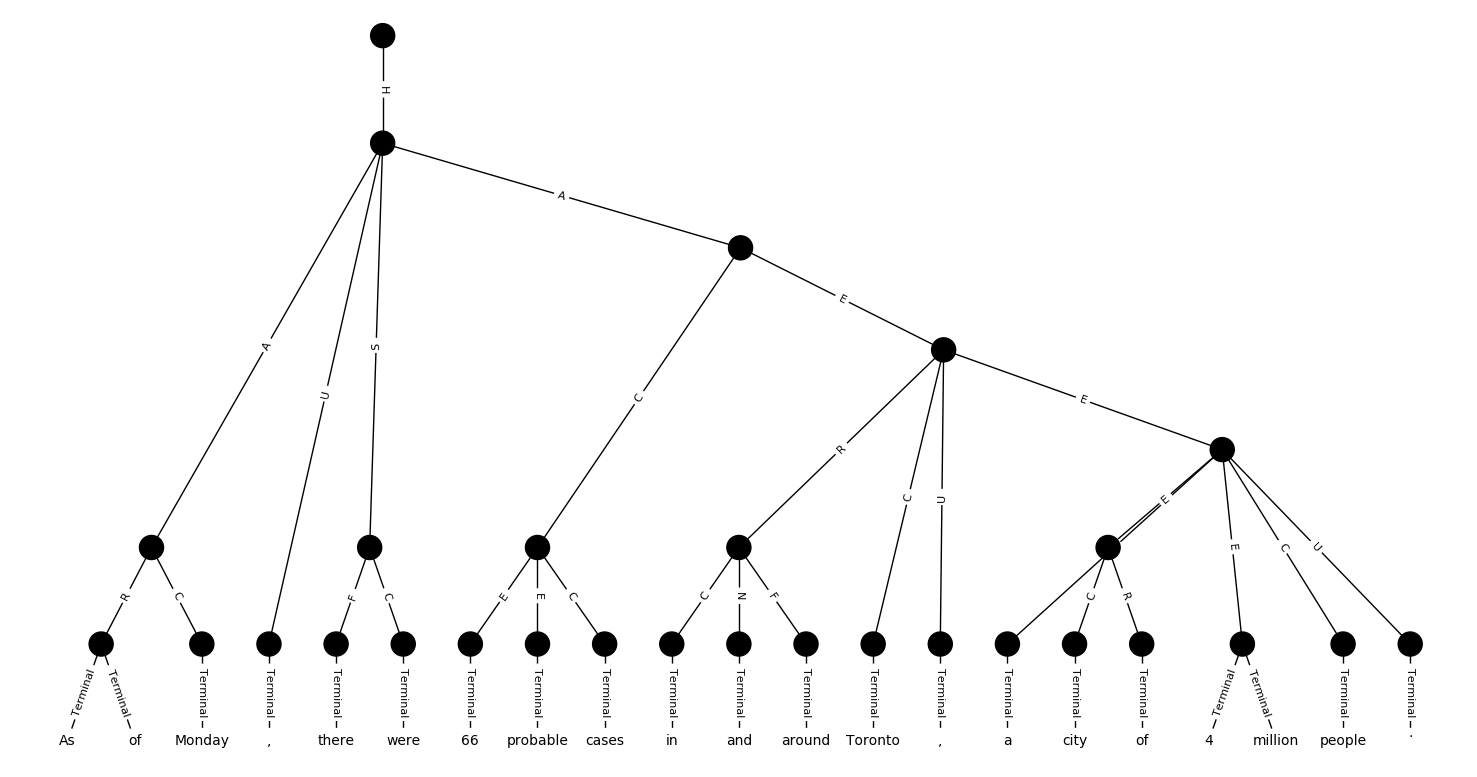 H
A
A
E
A
U
S
C
R
C
U
E
E
E
C
U
R
C
F
C
E
E
C
C
N
F
C
R
Terminal Terminal Terminal Terminal Terminal Terminal Terminal Terminal Terminal Terminal Terminal Terminal Terminal Terminal Terminal Terminal Terminal Terminal Terminal Terminal Terminal
As of Monday , there were 66 probable cases in and around Toronto , a city of 4 million people .